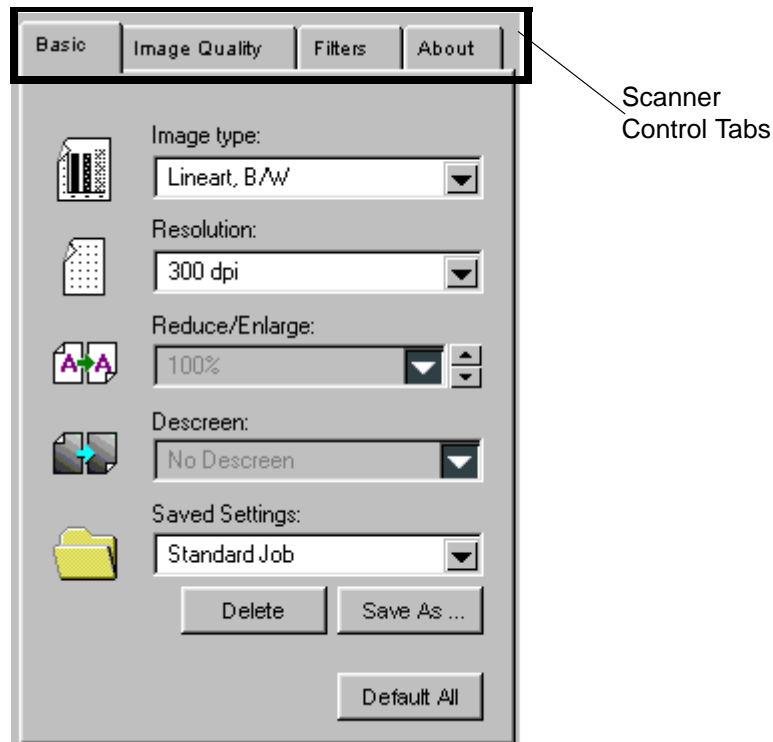 Basic Image Quality Filters About
Scanner
Control Tabs
Image type:
Lineart, B/W
Resolution:
300 dpi
Reduce/Enlarge:
A A
100%
Descreen:
No Descreen
Saved Settings:
Standard Job
Delete Save As ...
Default All